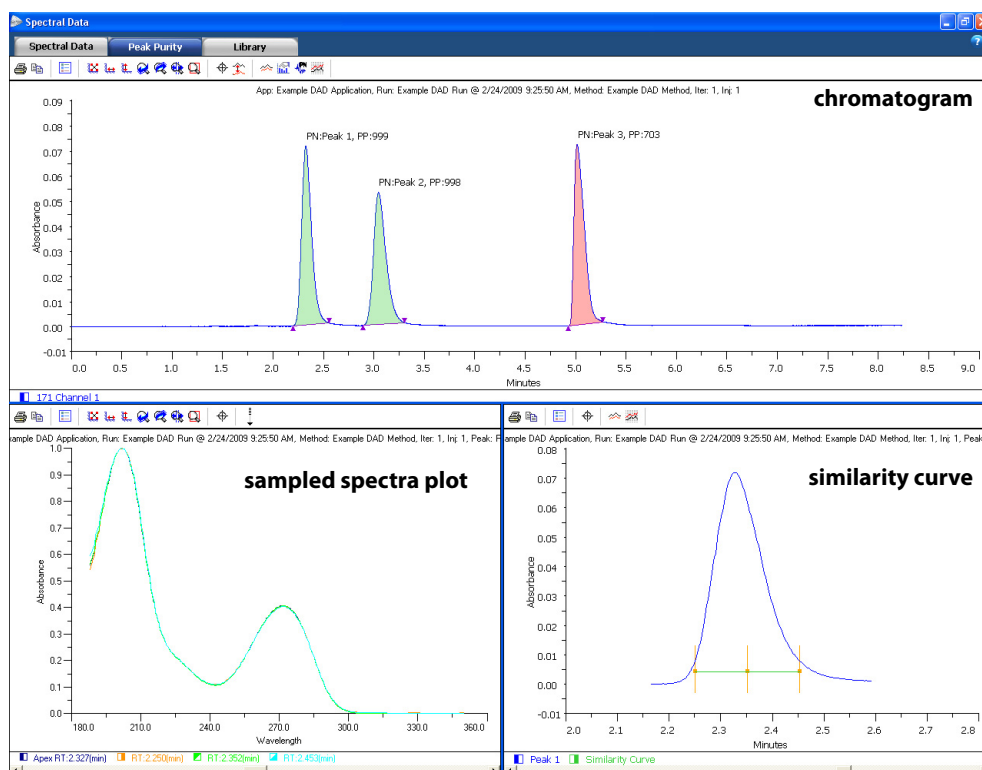 Spectral Data
Spectral Data Peak Purity Library
App: Example DAD Application, Run: Example DAD Run @ 2/24/2009 9:25:50 AM, Method: Example DAD Method, Iter: 1, Inj: 1
chromatogram
0.09
0.08
0.07
0.06
0.05
0.04
0.03
0.02
0.01
0.00
-0.01
Absorbance
PN:Peak 1, PP:999
PN:Peak 2, PP:998
PN:Peak 3, PP:703
0.0 0.5 1.0 1.5 2.0 2.5 3.0 3.5 4.0 4.5 5.0 5.5 6.0 6.5 7.0 7.5 8.0 8.5 9.0
Minutes
171 Channel 1
DAD Application, Run: Example DAD Run @ 2/24/2009 9:25:50 AM, Method: Example DAD Method, Iter: 1, Inj: 1, Peak:
sampled spectra plot
1.0
0.9
0.8
0.7
0.6
0.5
0.4
0.3
0.2
0.1
0.0
Absorbance
180.0 210.0 240.0 270.0 300.0 330.0 360.0
Wavelength
Apex RT:2.327(min) RT:2.250(min) RT:2.352(min) RT:2.453(min)
DAD Application, Run: Example DAD Run @ 2/24/2009 9:25:50 AM, Method: Example DAD Method, Iter: 1, Inj: 1,
similarity curve
0.08
0.07
0.06
0.05
0.04
0.03
0.02
0.01
0.00
-0.01
Absorbance
2.0 2.1 2.2 2.3 2.4 2.5 2.6 2.7 2.8
Minutes
Peak 1 Similarity Curve